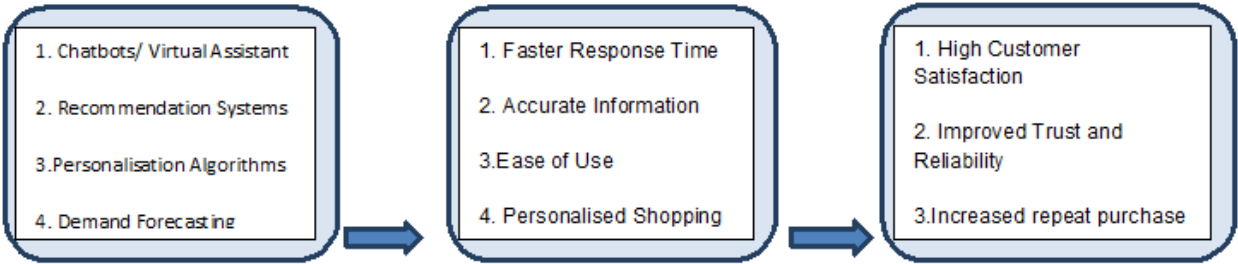 1. Chatbots/ Virtual Assistant
2. Recommendation Systems
3.Personalisation Algorithms
4. Demand Forecasting
1. Faster Response Time
2. Accurate Information
3.Ease of Use
4. Personalised Shopping
1. High Customer
Satisfaction
2. Improved Trust and
Reliability
3.Increased repeat purchase